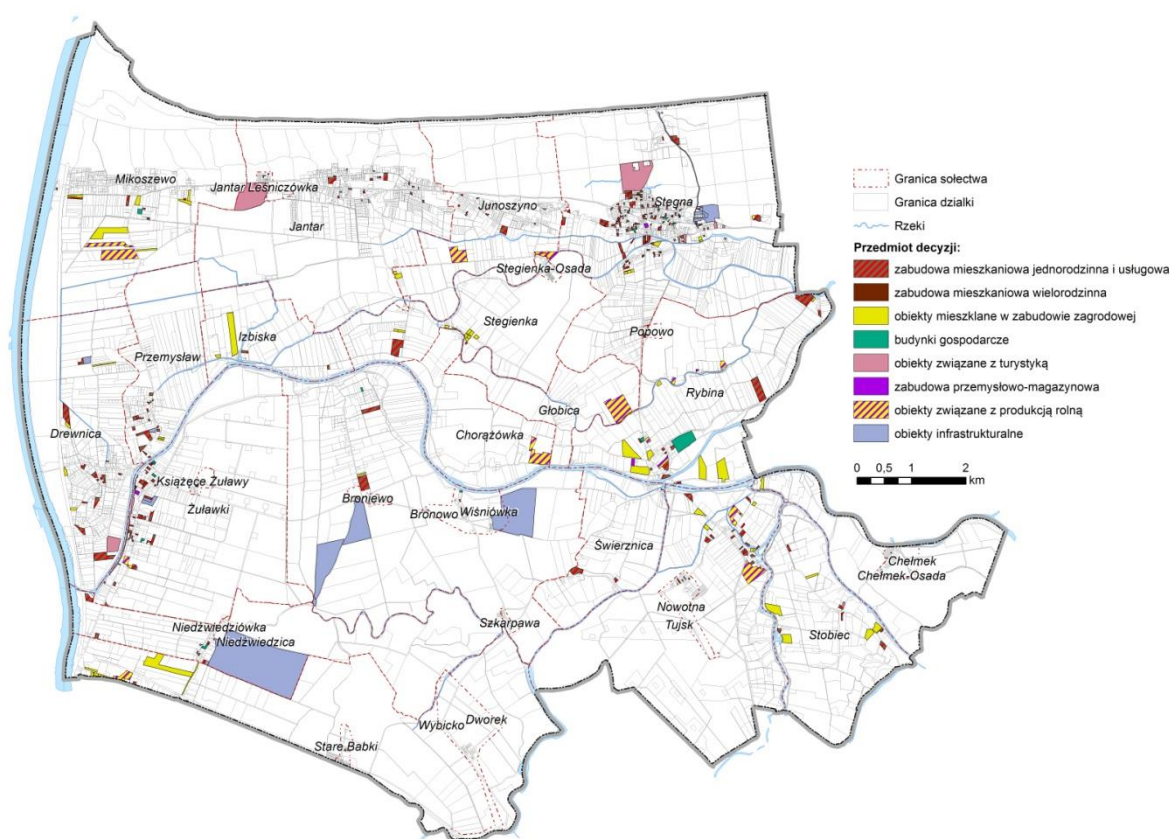 Mikoszewo
Jantar Leśniczówka
Jantar
Junoszyno
Stegna
Stegienka-Osada
Stegienka
Popowo
Izbiska
Przemysław
Rybina
Głobica
Drewnica
Chorążówka
Książęce Żuławy
Żuławki
Broniewo
Bronowo
Wiśniówka
Świerznica
Chełmek
Chełmek-Osada
Nowotna
Tujsk
Stobiec
Szkarpawa
Niedźwiedziówka
Niedźwiedzica
Wybicko
Dworek
Stare Babki
Granica sołectwa
Granica działki
Rzeki
Przedmiot decyzji:
zabudowa mieszkaniowa jednorodzinna i usługowa
zabudowa mieszkaniowa wielorodzinna
obiekty mieszklane w zabudowie zagrodowej
budynki gospodarcze
obiekty związane z turystyką
zabudowa przemysłowo-magazynowa
obiekty związane z produkcją rolną
obiekty infrastrukturalne
0 0,5 1 2
km